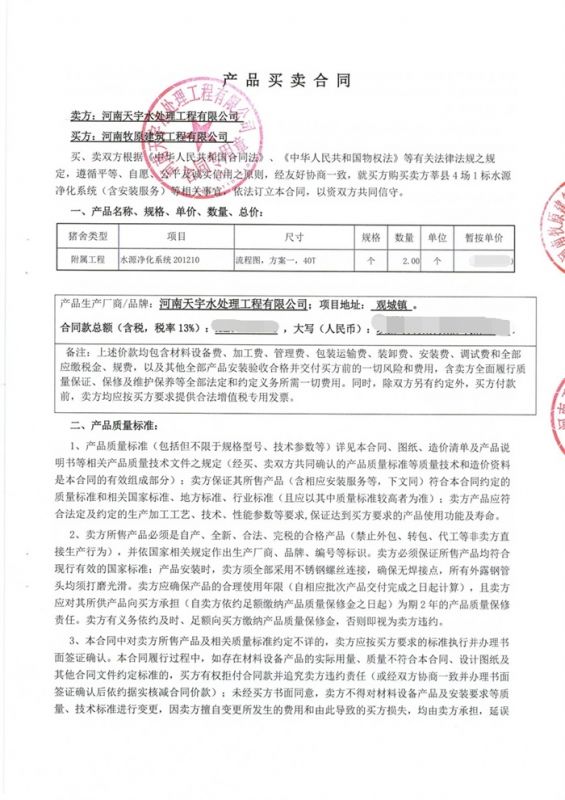 产品买卖合同
卖方：河南天宇水处理工程有限公司
买方：河南牧原建筑工程有限公司 。
买、卖双方根据《中华人民共和国合同法》、《中华人民共和国物权法》等有关法律法规之规
定，遵循平等、自愿、公平及诚实信用之原则，经友好协商一致，就买方购买卖方莘县4场1标水源
净化系统（含安装服务）等相关事宜，依法订立本合同，以资双方共同信守。
一、产品名称、规格、单价、数量、总价：
猪舍类型 项目 尺寸 规格 数量 单位 暂按单价
附属工程 水源净化系统201210 流程图，方案一，40T 个 2.00 个
产品生产厂商/品牌：河南天宇水处理工程有限公司；项目地址：观城镇。
合同款总额（含税，税率13%）： ，大写（人民币）： 。
备注：上述价款均包含材料设备费、加工费、管理费、包装运输费、装卸费、安装费、调试费和全部
应缴税金、规费，以及其他全部产品安装验收合格并交付买方前的一切风险和费用，含卖方全面履行质
量保证、保修及维护保养等全部法定和约定义务所需一切费用。同时，除双方另有约定外，买方付款
前，卖方均应按买方要求提供合法增值税专用发票。
二、产品质量标准：
1、产品质量标准（包括但不限于规格型号、技术参数等）详见本合同、图纸、造价清单及产品说
明书等相关产品质量技术文件之规定（经买、卖双方共同确认的产品质量标准等质量技术和造价资料
是本合同的有效组成部分）；卖方保证其所售产品（含相应安装服务等，下文同）符合本合同约定的
质量标准和相关国家标准、地方标准、行业标准（且应以其中质量标准较高者为准）；卖方产品应符
合法定及约定的生产加工工艺、技术、性能参数等要求,保证达到买方要求的产品使用功能及寿命。
2、卖方所售产品必须是自产、全新、合法、完税的合格产品（禁止外包、转包、代工等非卖方直
接生产行为），并依国家相关规定作出生产厂商、品牌、编号等标识。卖方必须保证所售产品均符合
现行有效的国家标准；产品安装时，卖方须全部采用不锈钢螺丝连接，确保无焊接点，所有外露钢管
头均须打磨光滑。卖方应确保产品的合理使用年限（自相应批次产品交付完成之日起计算），且卖方
应对其所供产品向买方承担（自卖方依约足额缴纳产品质量保修金之日起）为期2年的产品质量保修
责任。卖方有义务依约及时、足额向买方缴纳产品质量保修金，否则即视为卖方违约。
3、本合同中对卖方所售产品及相关质量标准约定不详的，卖方应按买方要求的标准执行并办理书
面签证确认。本合同履行过程中，如存在材料设备产品的实际用量、质量不符合本合同、设计图纸及
其他合同文件约定标准的，买方有权拒付合同款并追究卖方违约责任（或经双方协商一致并办理书面
签证确认后依约据实核减合同价款）；未经买方书面同意，卖方不得对材料设备产品及安装要求等质
量、技术标准进行变更，因卖方擅自变更所发生的费用和由此导致的买方损失，均由卖方承担，延误